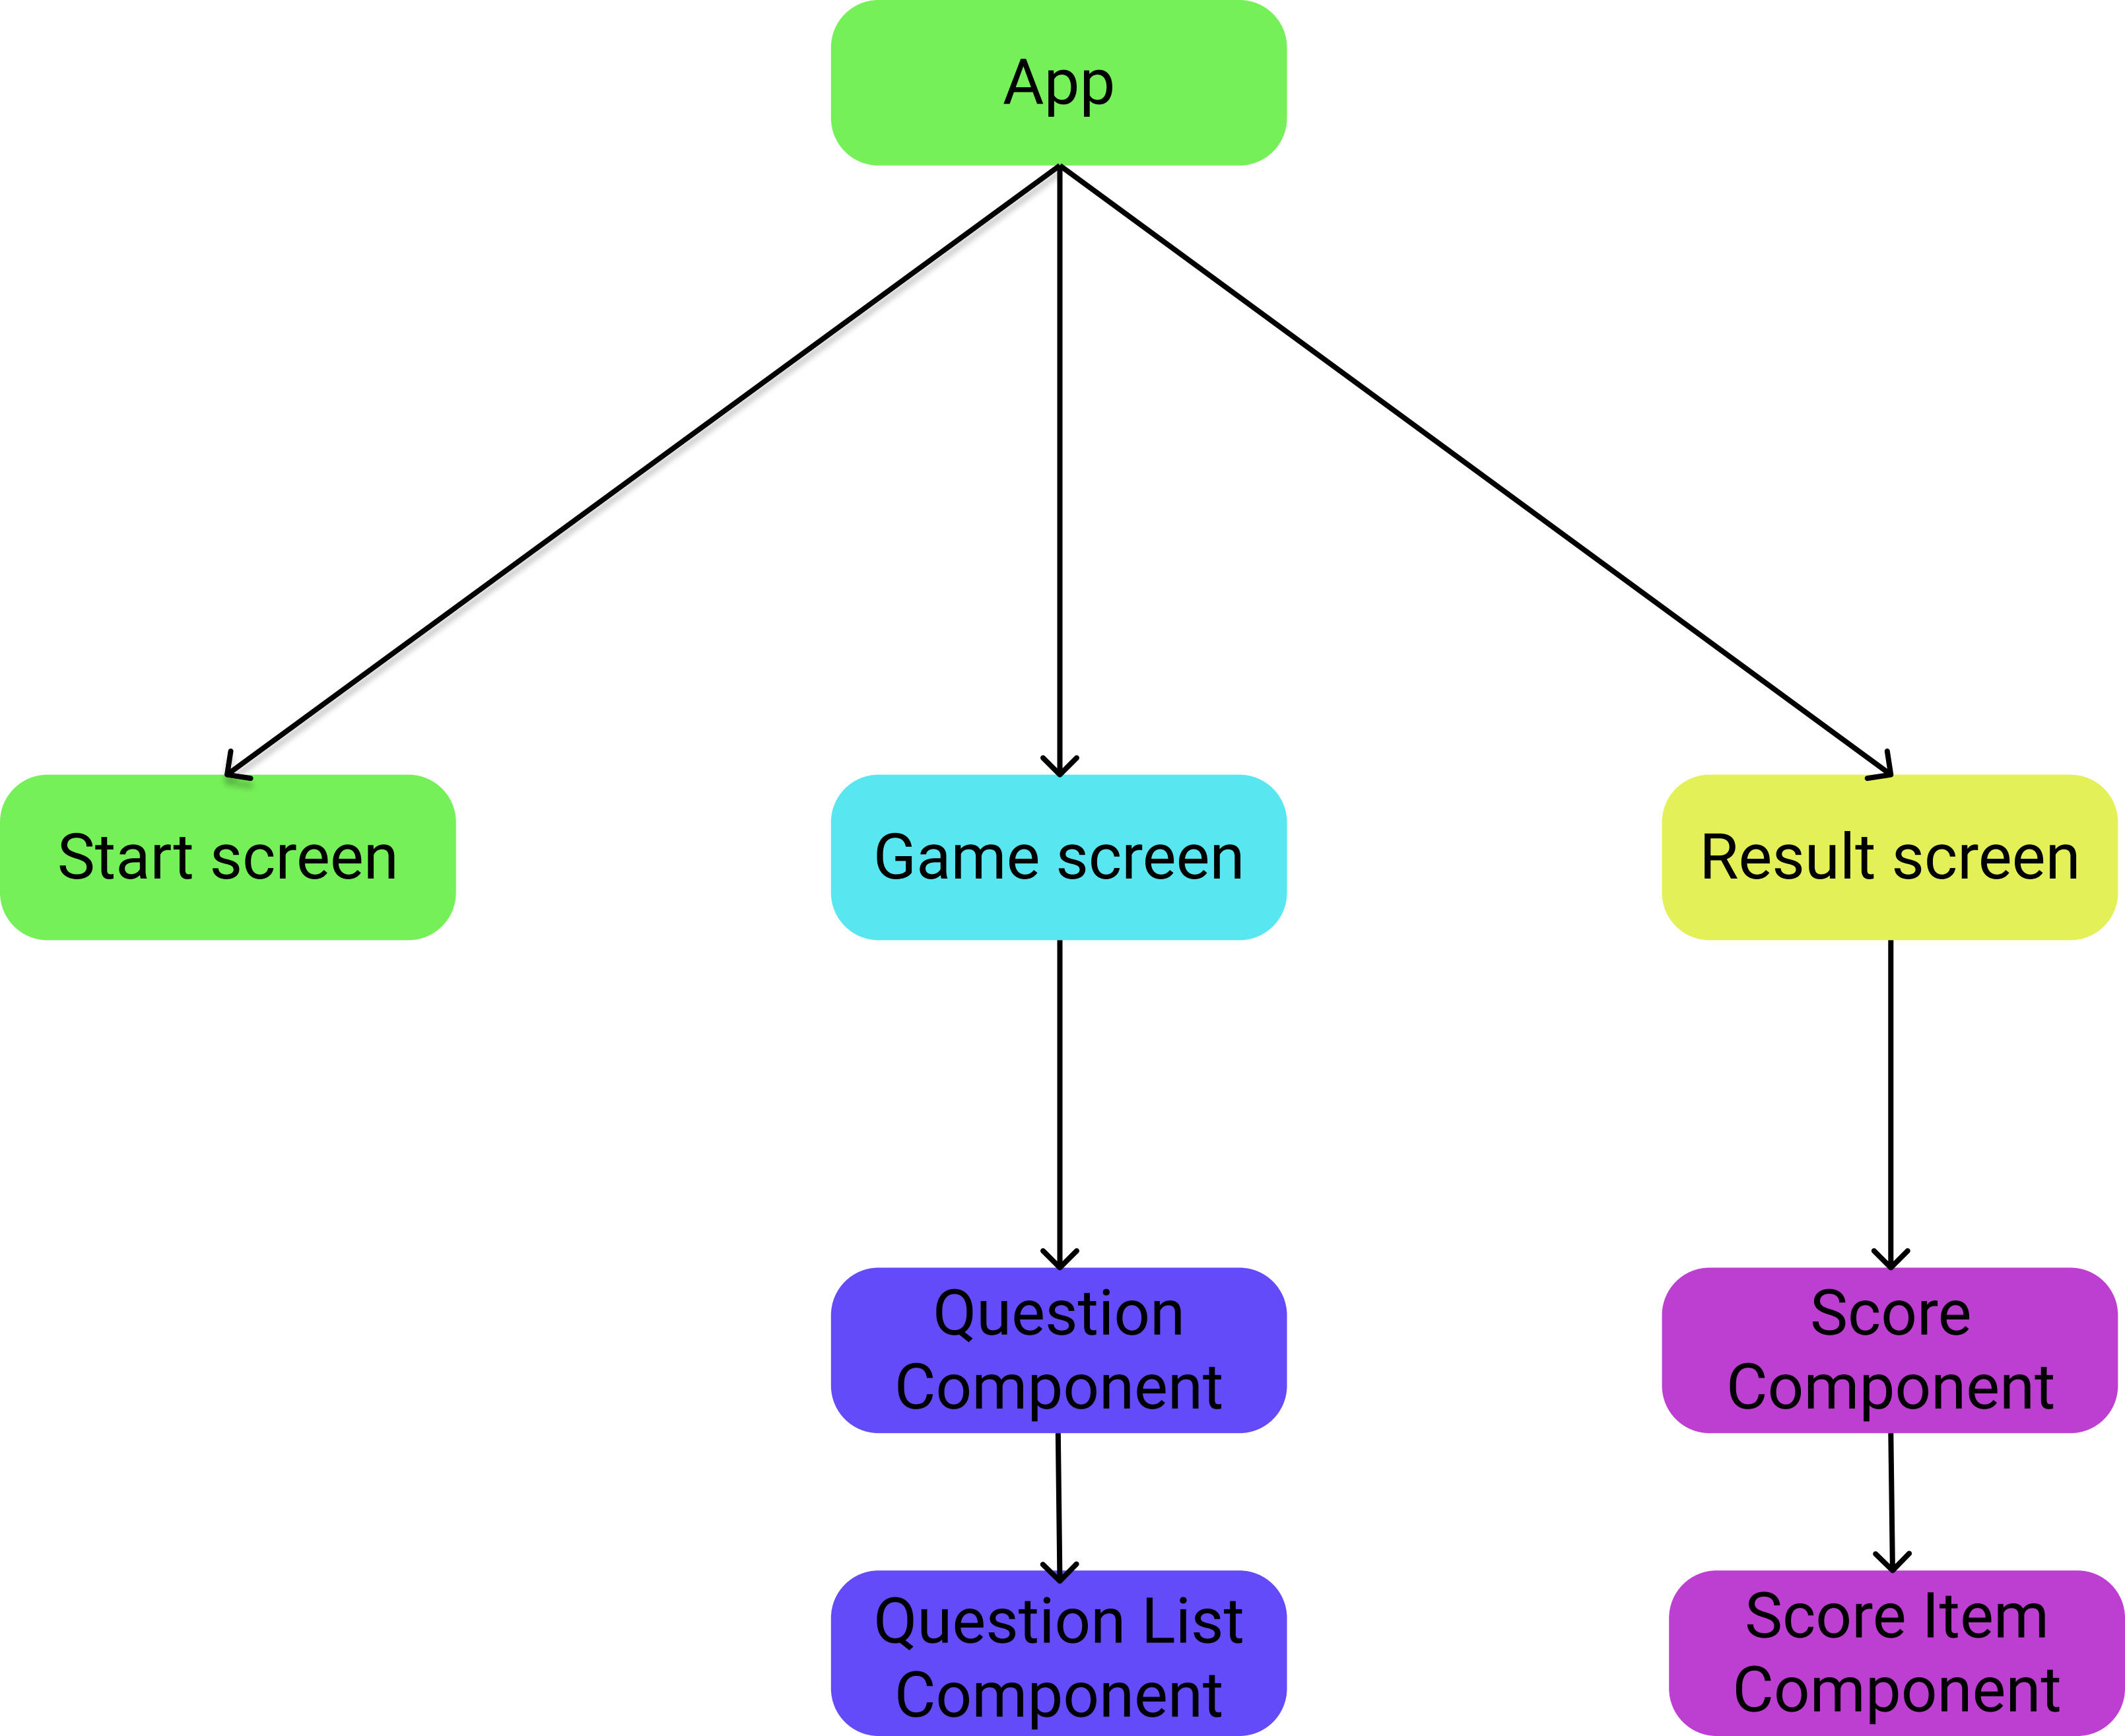 App
Start screen
Game screen
Result screen
Question
Component
Score
Component
Question List
Component
Score Item
Component